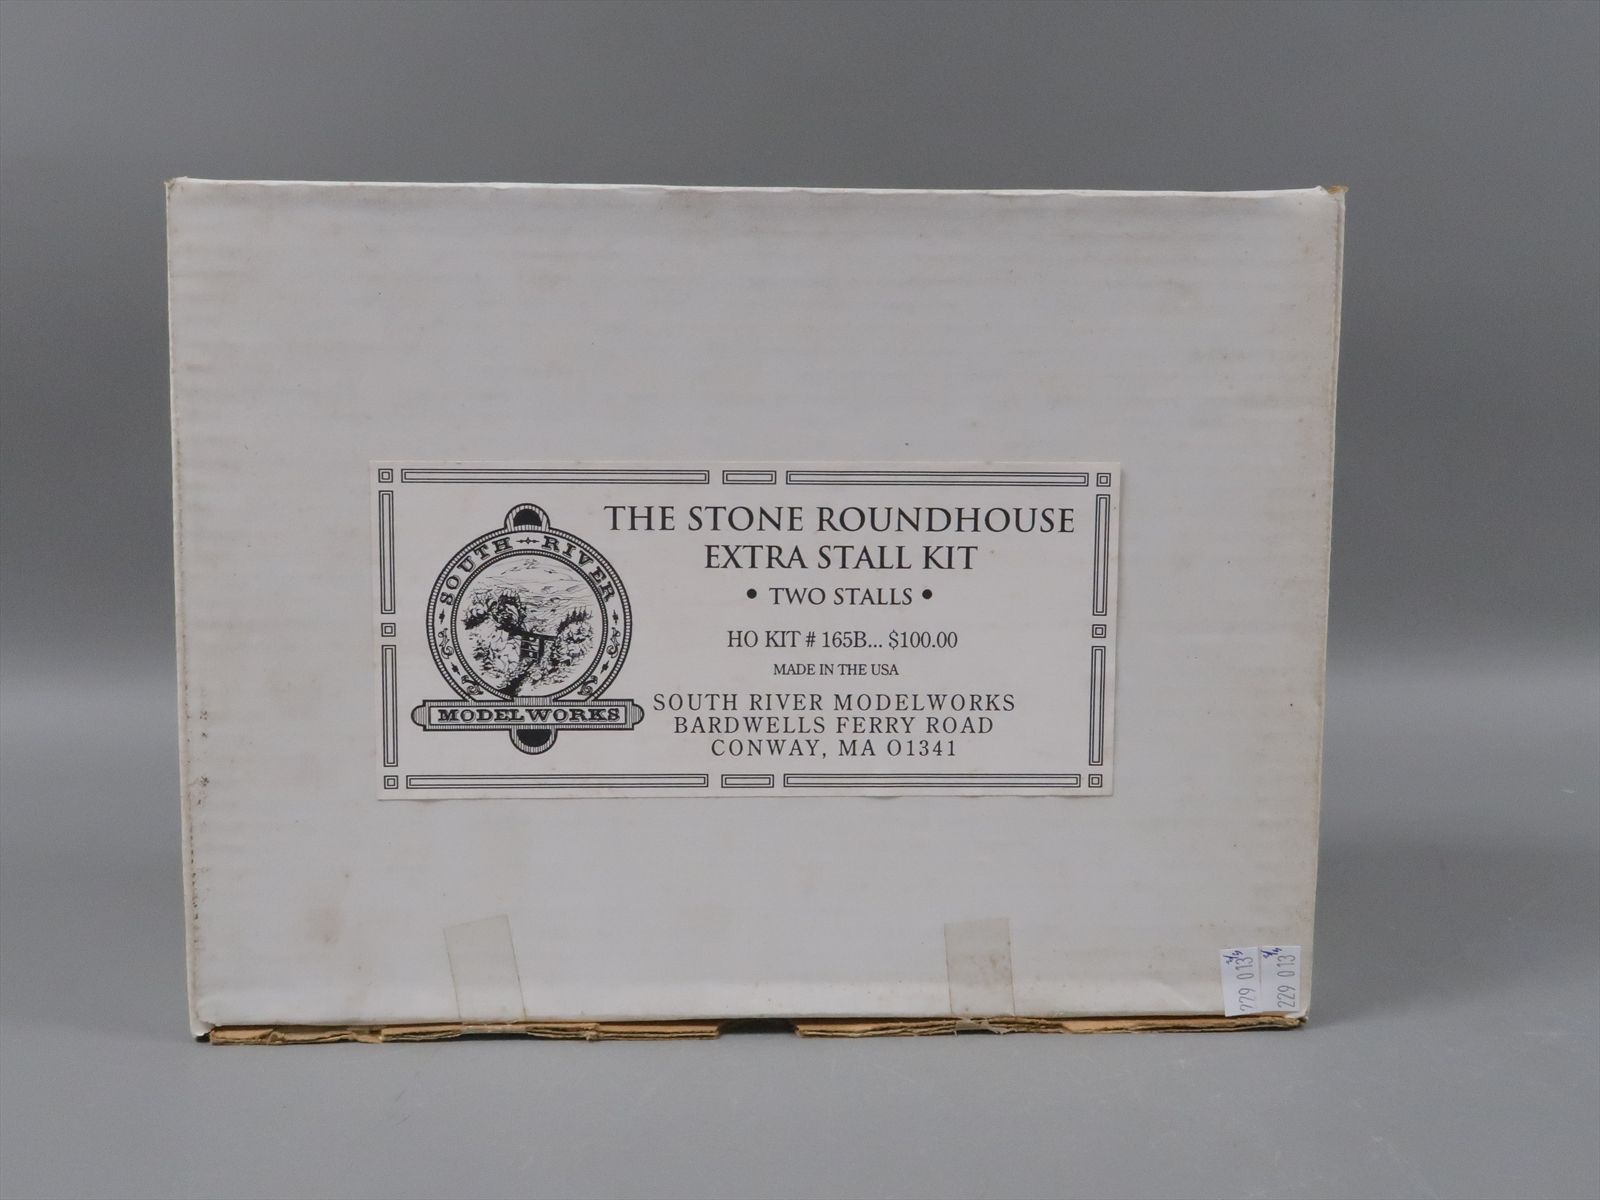 SOUTH RIVER
MODELWORKS
THE STONE ROUNDHOUSE
EXTRA STALL KIT
• TWO STALLS •
HO KIT # 165B... $100.00
MADE IN THE USA
SOUTH RIVER MODELWORKS
BARDWELLS FERRY ROAD
CONWAY, MA 01341
229 013
229 013